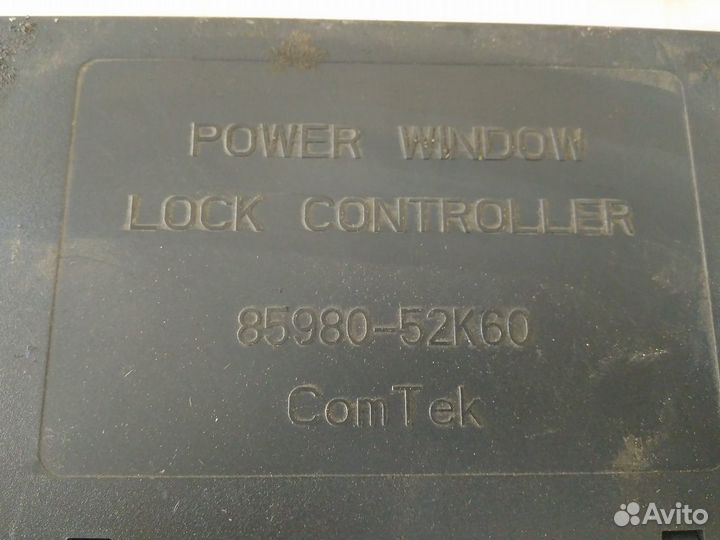 POWER WINDOW
LOCK CONTROLLER
85980-52K60
ComTek
Avito